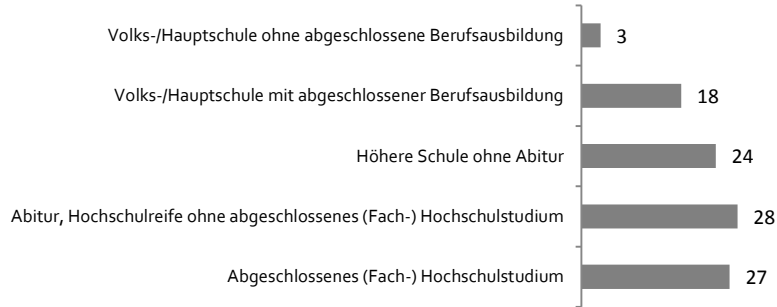 Volks-/Hauptschule ohne abgeschlossene Berufsausbildung 3
Volks-/Hauptschule mit abgeschlossener Berufsausbildung 18
Höhere Schule ohne Abitur 24
Abitur, Hochschulreife ohne abgeschlossenes (Fach-) Hochschulstudium 28
Abgeschlossenes (Fach-) Hochschulstudium 27